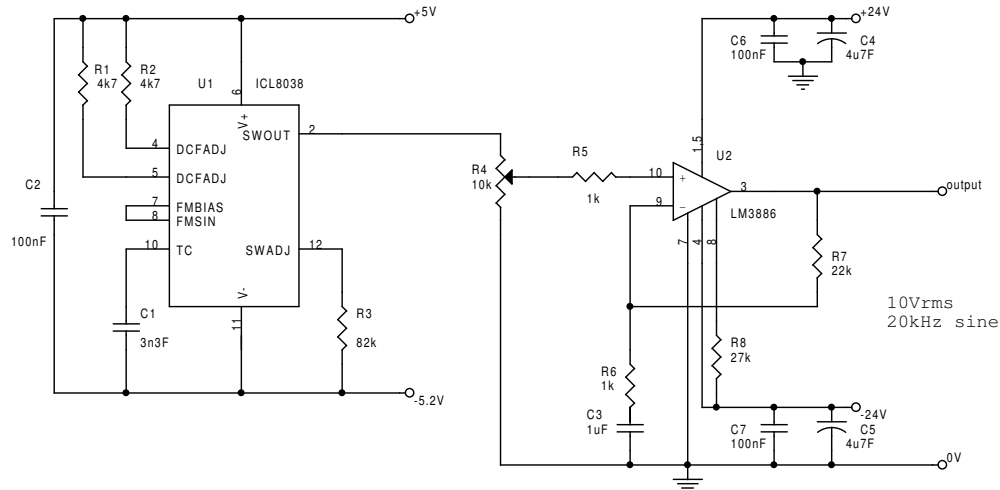 +5V
+24V
R1
4k7
R2
4k7
U1
ICL8038
C6
100nF
C4
4u7F
6
V+
2
SWOUT
4
DCFADJ
5
DCFADJ
7
FMBIAS
8
FMSIN
10
TC
12
SWADJ
V-
11
C2
100nF
C1
3n3F
R3
82k
-5.2V
R4
10k
R5
1k
1,5
U2
10
+
9
-
3
LM3886
7
4
8
output
R7
22k
10Vrms
20kHz sine
R8
27k
R6
1k
C3
1uF
-24V
C7
100nF
C5
4u7F
0V